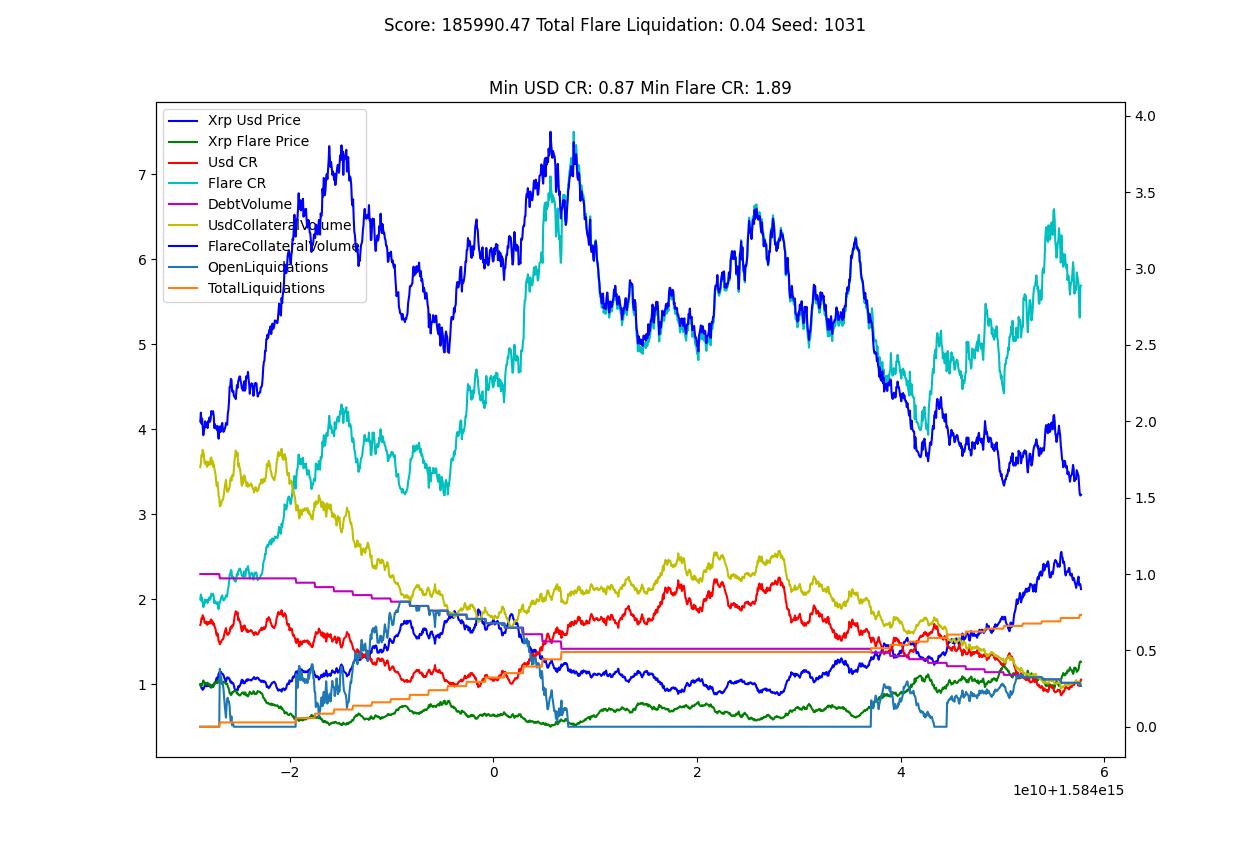 Score: 185990.47 Total Flare Liquidation: 0.04 Seed: 1031
Min USD CR: 0.87 Min Flare CR: 1.89
Xrp Usd Price
Xrp Flare Price
Usd CR
Flare CR
DebtVolume
UsdCollateralVolume
FlareCollateralVolume
OpenLiquidations
TotalLiquidations
7
6
5
4
3
2
1
4.0
3.5
3.0
2.5
2.0
1.5
1.0
0.5
0.0
−2 0 2 4 6
1e10+1.584e15